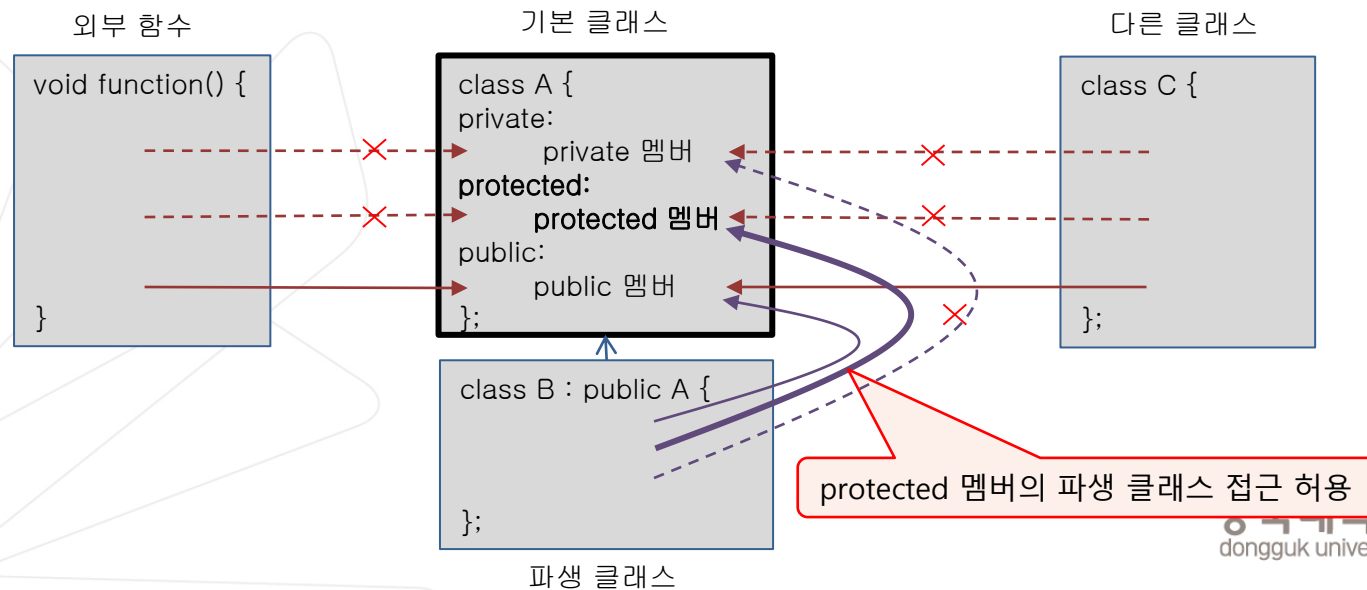 외부 함수
기본 클래스
다른 클래스
void function() {
}
class A {
private:
private 멤버
protected:
protected 멤버
public:
public 멤버
};
class C {
};
class B : public A {
};
파생 클래스
protected 멤버의 파생 클래스 접근 허용
dongguk unive